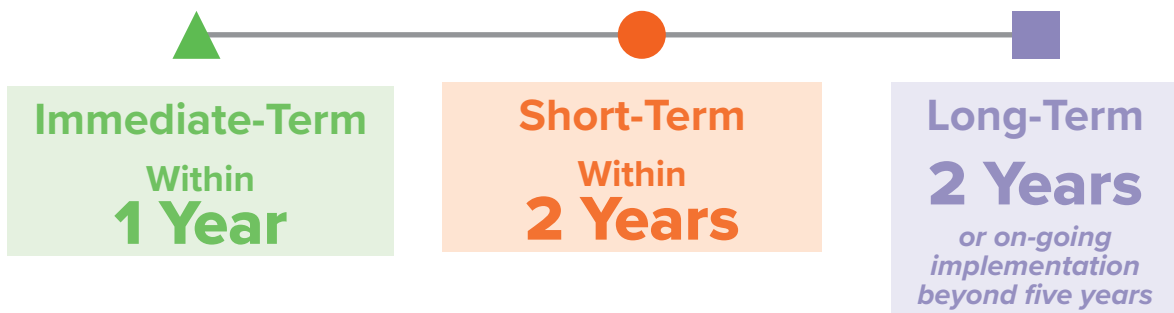 Immediate-Term
Within
1 Year
Short-Term
Within
2 Years
Long-Term
2 Years
or on-going
implementation
beyond five years